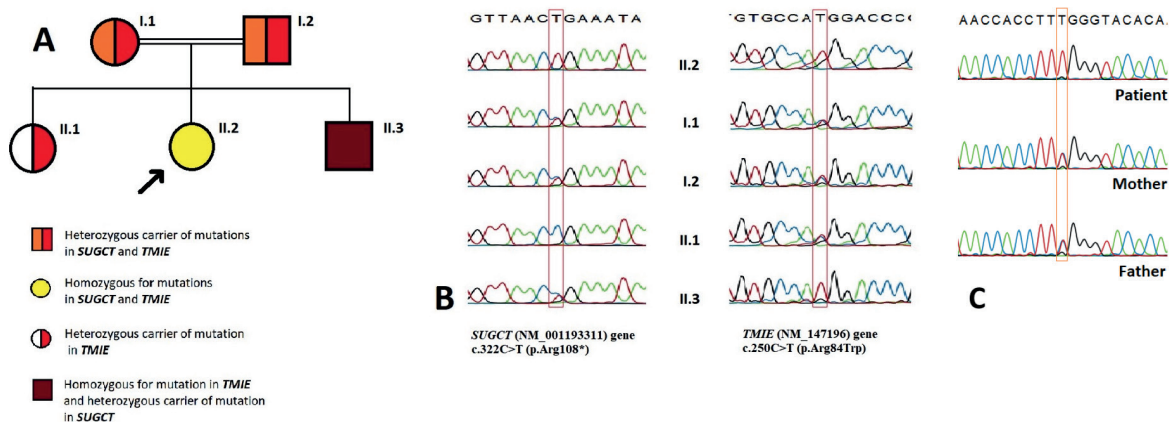 A
I.1
I.2
II.1
II.2
II.3
Heterozygous carrier of mutations
in SUGCT and TMIE
Homozygous for mutations
in SUGCT and TMIE
Heterozygous carrier of mutation
in TMIE
Homozygous for mutation in TMIE
and heterozygous carrier of mutation
in SUGCT
B
GTTAACTGAAATA
GTGCCATGGACCC
II.2
I.1
I.2
II.1
II.3
SUGCT (NM_001193311) gene
c.322C>T (p.Arg108*)
TMIE (NM_147196) gene
c.250C>T (p.Arg84Trp)
AACCACCTTTGGGTACACA
Patient
Mother
Father
C